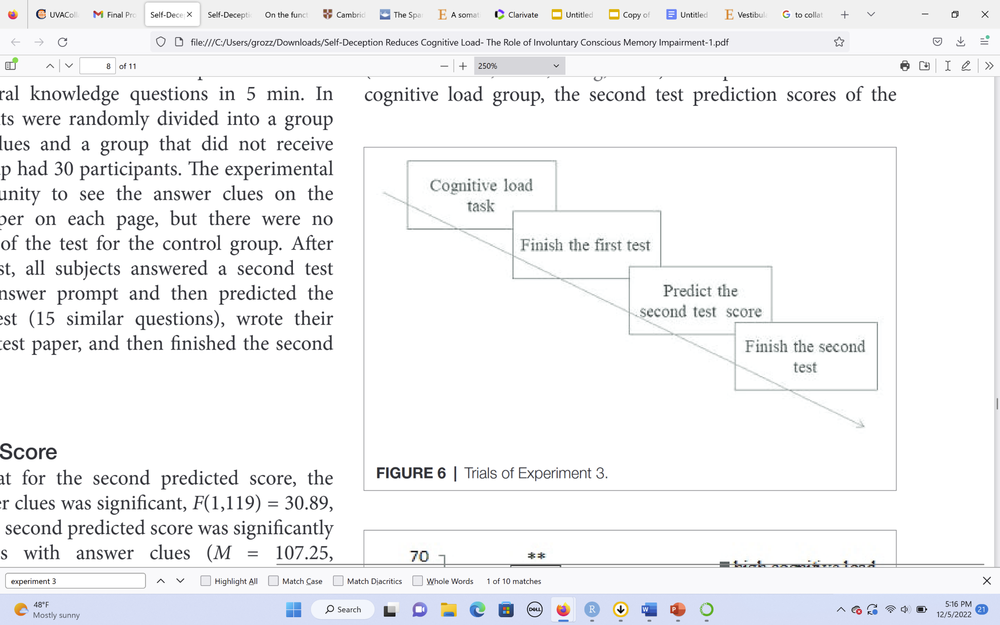 UVAColl
Final Pro
Self-Dece
Self-Decepti
On the funct
Cambrid
The Spa
A somat
Clarivate
Untitled
Copy of
Untitled
Vestibula
to collat
file:///C:/Users/grozz/Downloads/Self-Deception Reduces Cognitive Load- The Role of Involuntary Conscious Memory Impairment-1.pdf
8 of 11
250%
ral knowledge questions in 5 min. In
ts were randomly divided into a group
lues and a group that did not receive
p had 30 participants. The experimental
unity to see the answer clues on the
per on each page, but there were no
of the test for the control group. After
st, all subjects answered a second test
nswer prompt and then predicted the
est (15 similar questions), wrote their
test paper, and then finished the second
Score
at for the second predicted score, the
er clues was significant, F(1,119) = 30.89,
second predicted score was significantly
s with answer clues (M = 107.25,
cognitive load group, the second test prediction scores of the
Cognitive load
task
Finish the first test
Predict the
second test score
Finish the second
test
FIGURE 6 | Trials of Experiment 3.
70
**
high cognitive load
experiment 3
Highlight All
Match Case
Match Diacritics
Whole Words
1 of 10 matches
48°F
Mostly sunny
Search
DELL
R
W
P
5:16 PM
12/5/2022
21